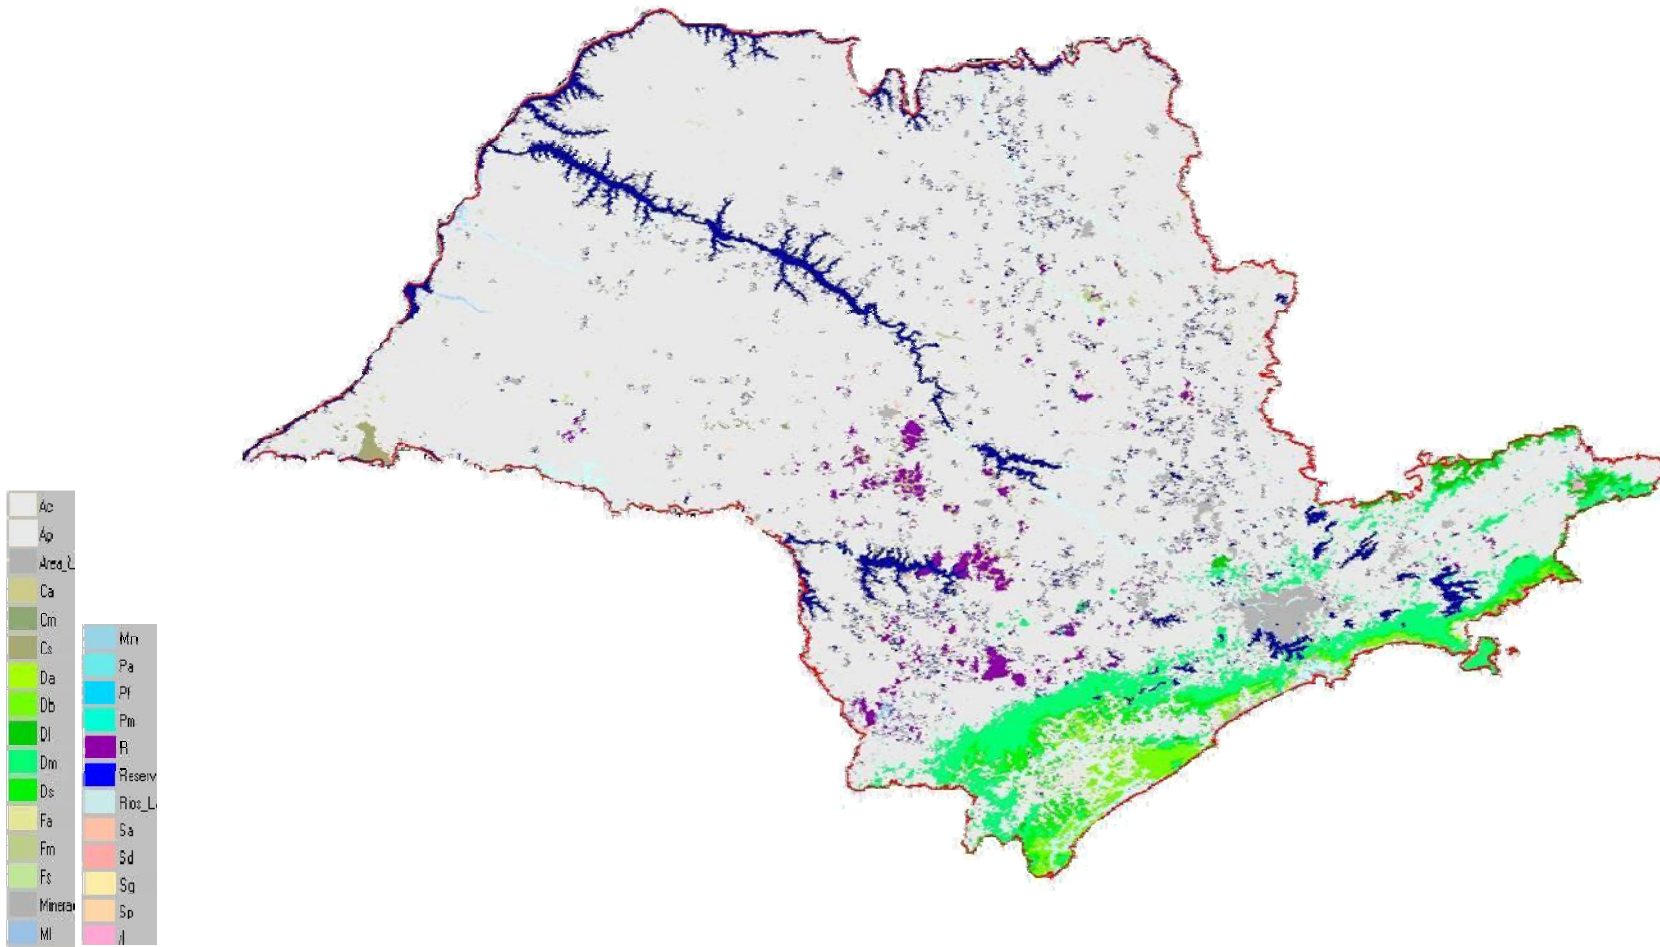 Ac
Ap
Area_
Ca
Cm
Cs
Da
Db
Dl
Dm
Ds
Fa
Fm
Fs
Minera
Ml
Mn
Pa
Pf
Pm
R
Reserv
Rios_L
Sa
Sd
Sg
Sp